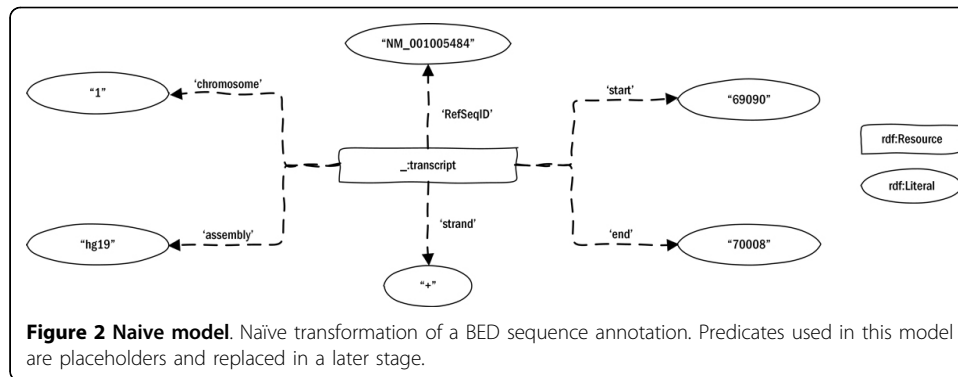 “NM_001005484”
“1”
‘chromosome’
‘start’
“69090”
‘RefSeqID’
rdf:Resource
_:transcript
rdf:Literal
‘strand’
“hg19”
‘assembly’
‘end’
“70008”
“+”
Figure 2 Naive model. Naïve transformation of a BED sequence annotation. Predicates used in this model
are placeholders and replaced in a later stage.